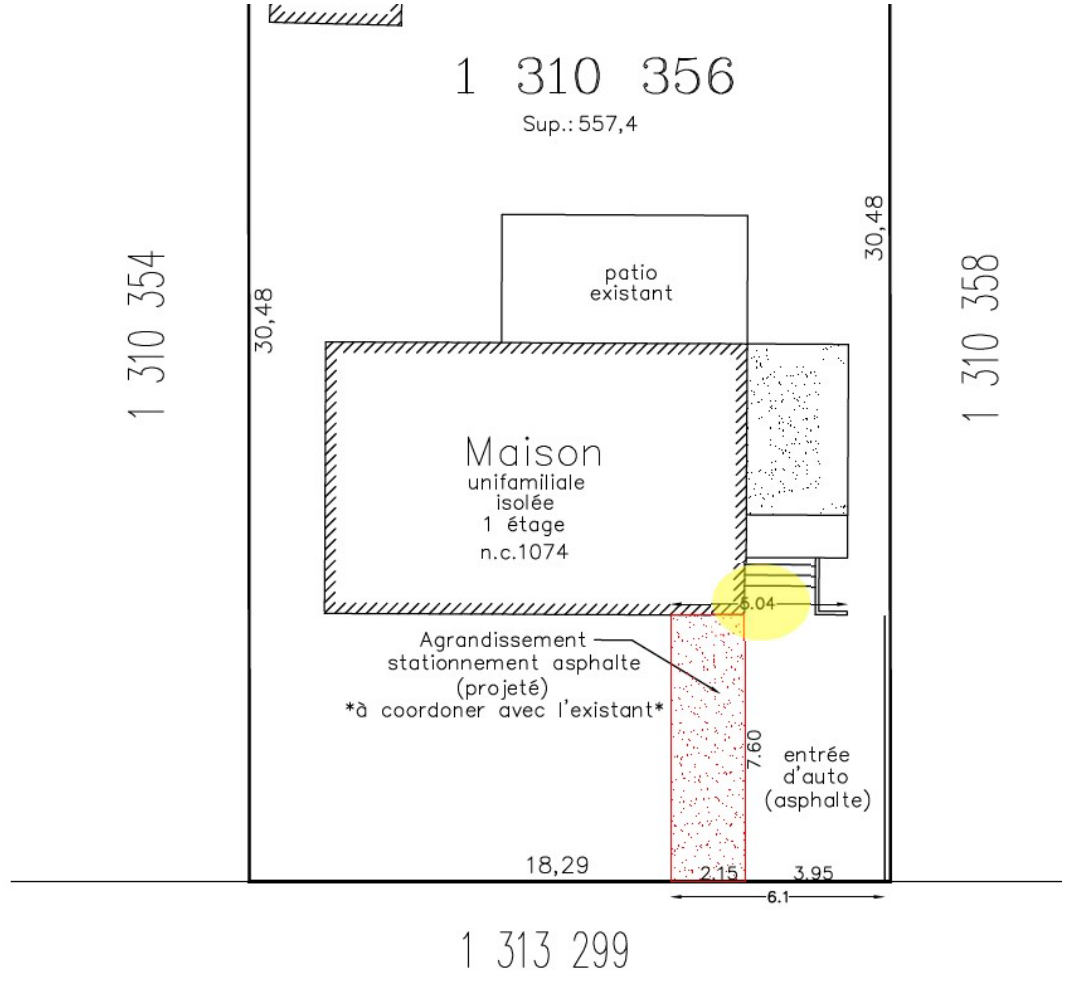 1 310 356
Sup.: 557,4
30,48
1 310 354
1 310 358
patio
existant
30,48
Maison
unifamiliale
isolée
1 étage
n.c.1074
5.04
Agrandissement
stationnement asphalte
(projeté)
*à coordoner avec l'existant*
7.60
entrée
d'auto
(asphalte)
18,29
2.15
3.95
6.1
1 313 299